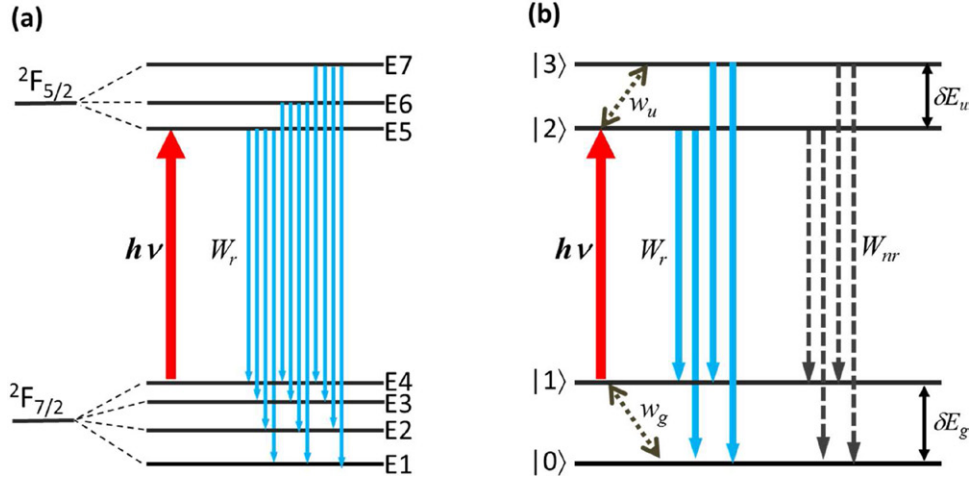 (a)
²F₅/₂
E7
E6
E5
hν
Wᵣ
²F₇/₂
E4
E3
E2
E1
(b)
|3⟩
wᵤ
δEᵤ
|2⟩
hν
Wᵣ
Wₙᵣ
|1⟩
w_g
δE_g
|0⟩